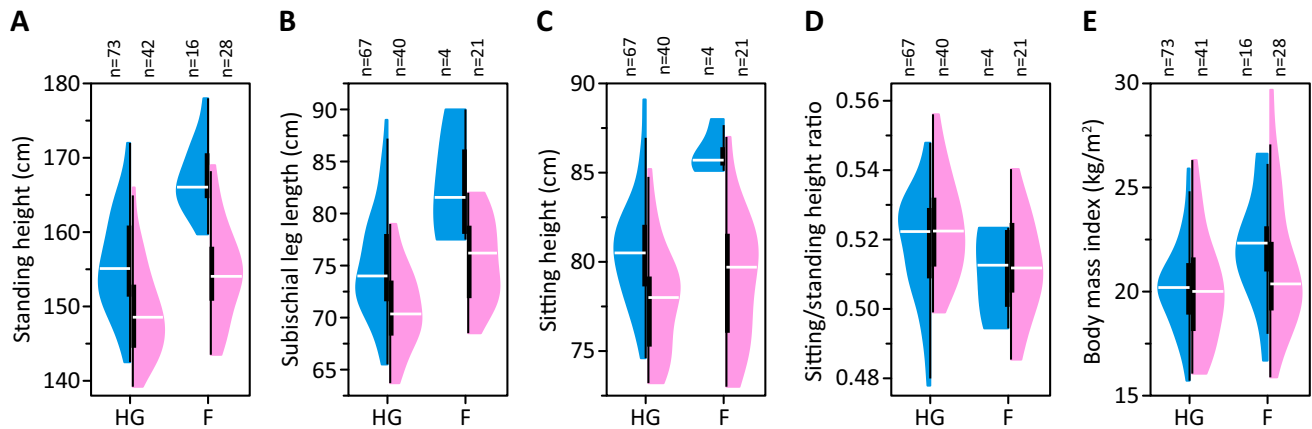 A
n=73
n=42
n=16
n=28
Standing height (cm)
180
170
160
150
140
HG
F
B
n=67
n=40
n=4
n=21
Subischial leg length (cm)
90
85
80
75
70
65
HG
F
C
n=67
n=40
n=4
n=21
Sitting height (cm)
90
85
80
75
HG
F
D
n=67
n=40
n=4
n=21
Sitting/standing height ratio
0.56
0.54
0.52
0.50
0.48
HG
F
E
n=73
n=41
n=16
n=28
Body mass index (kg/m²)
30
25
20
15
HG
F